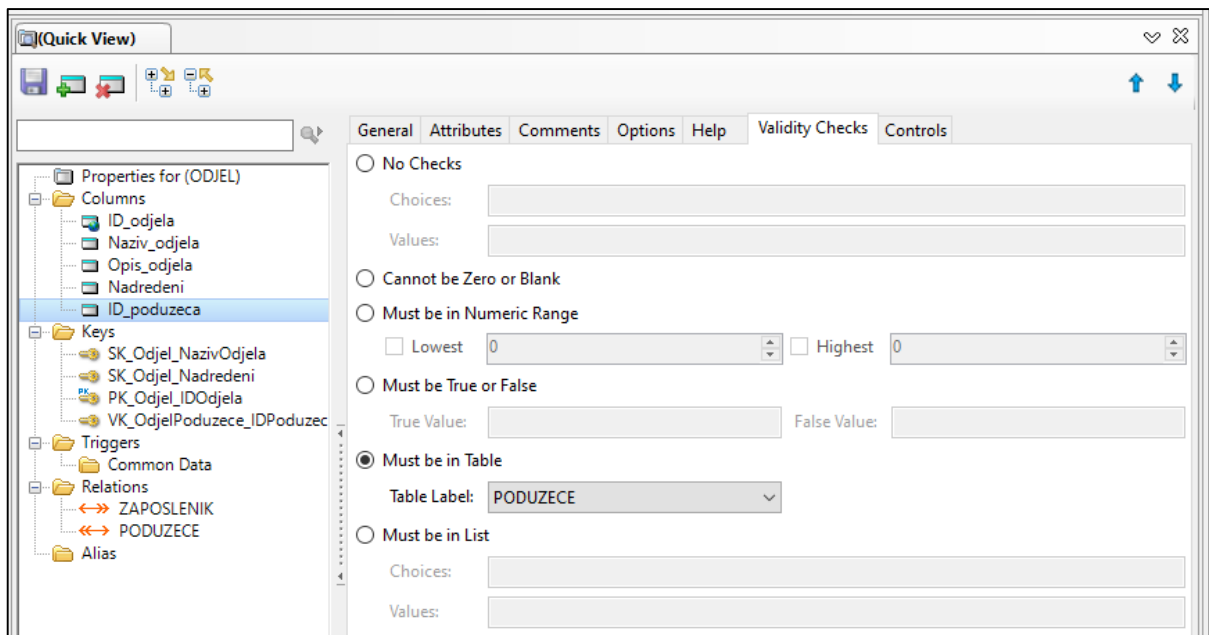 (Quick View)
General Attributes Comments Options Help Validity Checks Controls
Properties for (ODJEL)
Columns
ID_odjela
Naziv_odjela
Opis_odjela
Nadredeni
ID_poduzeca
Keys
SK_Odjel_NazivOdjela
SK_Odjel_Nadredeni
PK_Odjel_IDOdjela
VK_OdjelPoduzece_IDPoduzec
Triggers
Common Data
Relations
ZAPOSLENIK
PODUZECE
Alias
No Checks
Choices:
Values:
Cannot be Zero or Blank
Must be in Numeric Range
Lowest 0 Highest 0
Must be True or False
True Value: False Value:
Must be in Table
Table Label: PODUZECE
Must be in List
Choices:
Values: